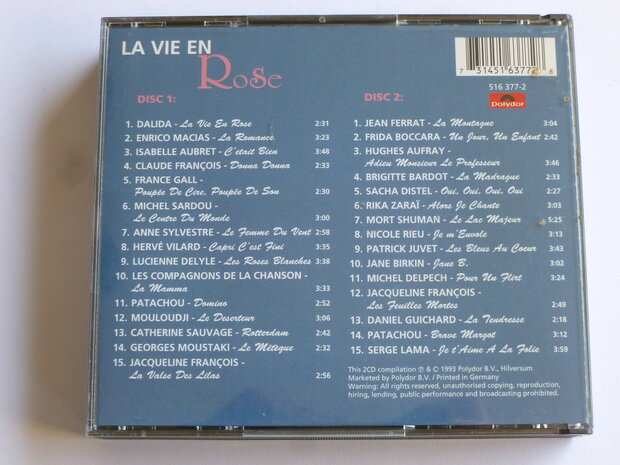 LA VIE EN
RoSe
7 31451 63772 8
516 377-2
Polydor
DISC 1:
1. DALIDA - La Vie En Rose 2:31
2. ENRICO MACIAS - La Romance 3:23
3. ISABELLE AUBRET - C'etait Bien 3:48
4. CLAUDE FRANÇOIS - Donna Donna 2:33
5. FRANCE GALL -
Poupée De Cire, Poupée De Son 2:30
6. MICHEL SARDOU -
Le Centre Du Monde 3:00
7. ANNE SYLVESTRE - Le Femme Du Vent 2:58
8. HERVÉ VILARD - Capri C'est Fini 3:35
9. LUCIENNE DELYLE - Les Roses Blanches 3:38
10. LES COMPAGNONS DE LA CHANSON -
La Mamma 3:33
11. PATACHOU - Domino 2:52
12. MOULOUDJI - Le Deserteur 3:06
13. CATHERINE SAUVAGE - Rotterdam 2:42
14. GEORGES MOUSTAKI - Le Métèque 2:32
15. JACQUELINE FRANÇOIS -
La Valse Des Lilas 2:56
DISC 2:
1. JEAN FERRAT - La Montagne 3:04
2. FRIDA BOCCARA - Un Jour, Un Enfant 2:42
3. HUGHES AUFRAY -
Adieu Monsieur Le Professeur 3:46
4. BRIGITTE BARDOT - La Madrague 2:33
5. SACHA DISTEL - Oui, Oui, Oui, Oui 2:27
6. RIKA ZARAÏ - Alors Je Chante 3:03
7. MORT SHUMAN - Le Lac Majeur 5:25
8. NICOLE RIEU - Je m'Envole 3:13
9. PATRICK JUVET - Les Bleus Au Coeur 3:43
10. JANE BIRKIN - Jane B. 3:02
11. MICHEL DELPECH - Pour Un Flirt 3:24
12. JACQUELINE FRANÇOIS -
Les Feuilles Mortes 2:49
13. DANIEL GUICHARD - La Tendresse 2:18
14. PATACHOU - Brave Margot 3:12
15. SERGE LAMA - Je t'Aime A La Folie 3:59
This 2CD compilation ℗ & © 1993 Polydor B.V., Hilversum
Marketed by Polydor B.V. / Printed in Germany
Warning: All rights reserved, unauthorised copying, reproduction,
hiring, lending, public performance and broadcasting prohibited.